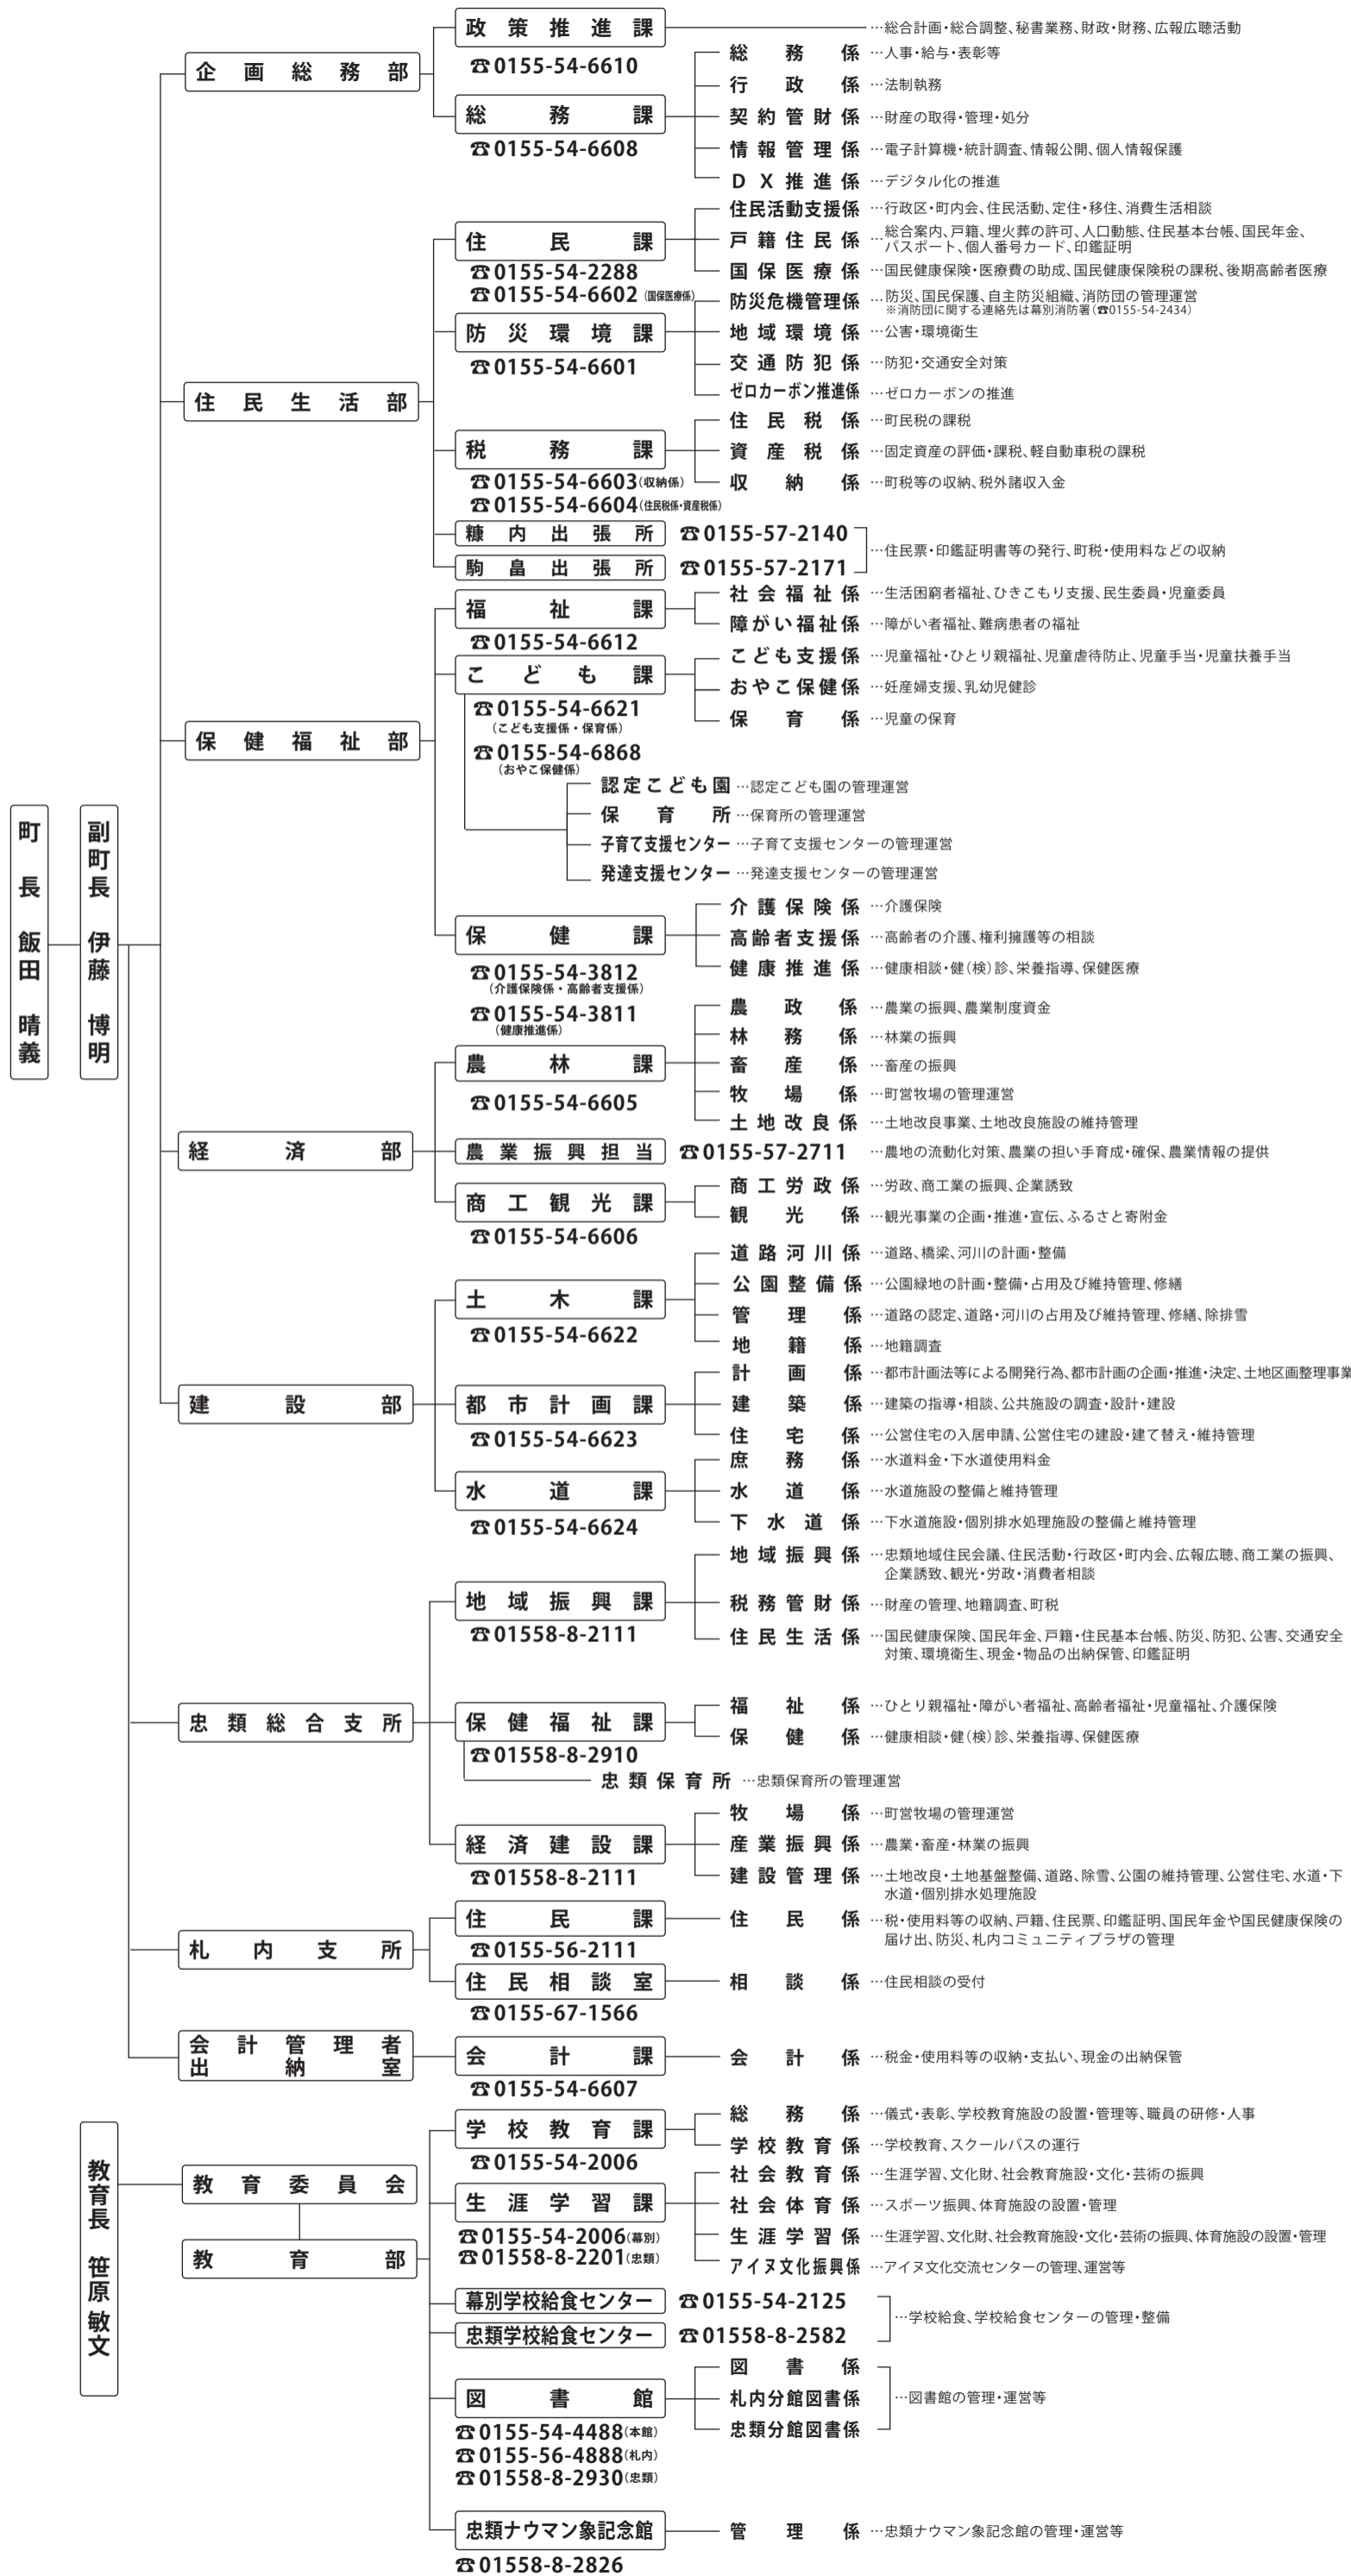 町長 飯田 晴義
副町長 伊藤 博明
企画総務部
政策推進課 …総合計画・総合調整、秘書業務、財政・財務、広報広聴活動
☎0155-54-6610
総務課
☎0155-54-6608
総務係 …人事・給与・表彰等
行政係 …法制執務
契約管財係 …財産の取得・管理・処分
情報管理係 …電子計算機・統計調査、情報公開、個人情報保護
DX推進係 …デジタル化の推進
住民生活部
住民課
☎0155-54-2288
☎0155-54-6602（国保医療係）
住民活動支援係 …行政区・町内会、住民活動、定住・移住、消費生活相談
戸籍住民係 …総合案内、戸籍、埋火葬の許可、人口動態、住民基本台帳、国民年金、
パスポート、個人番号カード、印鑑証明
国保医療係 …国民健康保険・医療費の助成、国民健康保険税の課税、後期高齢者医療
防災環境課
☎0155-54-6601
防災危機管理係 …防災、国民保護、自主防災組織、消防団の管理運営
※消防団に関する連絡先は幕別消防署（☎0155-54-2434）
地域環境係 …公害・環境衛生
交通防犯係 …防犯・交通安全対策
ゼロカーボン推進係 …ゼロカーボンの推進
税務課
☎0155-54-6603（収納係）
☎0155-54-6604（住民税係・資産税係）
住民税係 …町民税の課税
資産税係 …固定資産の評価・課税、軽自動車税の課税
収納係 …町税等の収納、税外諸収入金
糠内出張所 ☎0155-57-2140
駒畠出張所 ☎0155-57-2171
…住民票・印鑑証明書等の発行、町税・使用料などの収納
保健福祉部
福祉課
☎0155-54-6612
社会福祉係 …生活困窮者福祉、ひきこもり支援、民生委員・児童委員
障がい福祉係 …障がい者福祉、難病患者の福祉
こども課
☎0155-54-6621
（こども支援係・保育係）
☎0155-54-6868
（おやこ保健係）
こども支援係 …児童福祉・ひとり親福祉、児童虐待防止、児童手当・児童扶養手当
おやこ保健係 …妊産婦支援、乳幼児健診
保育係 …児童の保育
認定こども園 …認定こども園の管理運営
保育所 …保育所の管理運営
子育て支援センター …子育て支援センターの管理運営
発達支援センター …発達支援センターの管理運営
保健課
☎0155-54-3812
（介護保険係・高齢者支援係）
☎0155-54-3811
（健康推進係）
介護保険係 …介護保険
高齢者支援係 …高齢者の介護、権利擁護等の相談
健康推進係 …健康相談・健（検）診、栄養指導、保健医療
経済部
農林課
☎0155-54-6605
農政係 …農業の振興、農業制度資金
林務係 …林業の振興
畜産係 …畜産の振興
牧場係 …町営牧場の管理運営
土地改良係 …土地改良事業、土地改良施設の維持管理
農業振興担当 ☎0155-57-2711 …農地の流動化対策、農業の担い手育成・確保、農業情報の提供
商工観光課
☎0155-54-6606
商工労政係 …労政、商工業の振興、企業誘致
観光係 …観光事業の企画・推進・宣伝、ふるさと寄附金
建設部
土木課
☎0155-54-6622
道路河川係 …道路、橋梁、河川の計画・整備
公園整備係 …公園緑地の計画・整備・占用及び維持管理、修繕
管理係 …道路の認定、道路・河川の占用及び維持管理、修繕、除排雪
地籍係 …地籍調査
都市計画課
☎0155-54-6623
計画係 …都市計画法等による開発行為、都市計画の企画・推進・決定、土地区画整理事業
建築係 …建築の指導・相談、公共施設の調査・設計・建設
住宅係 …公営住宅の入居申請、公営住宅の建設・建て替え・維持管理
水道課
☎0155-54-6624
庶務係 …水道料金・下水道使用料金
水道係 …水道施設の整備と維持管理
下水道係 …下水道施設・個別排水処理施設の整備と維持管理
忠類総合支所
地域振興課
☎01558-8-2111
地域振興係 …忠類地域住民会議、住民活動・行政区・町内会、広報広聴、商工業の振興、
企業誘致、観光・労政・消費者相談
税務管財係 …財産の管理、地籍調査、町税
住民生活係 …国民健康保険、国民年金、戸籍・住民基本台帳、防災、防犯、公害、交通安全
対策、環境衛生、現金・物品の出納保管、印鑑証明
保健福祉課
☎01558-8-2910
福祉係 …ひとり親福祉・障がい者福祉、高齢者福祉・児童福祉、介護保険
保健係 …健康相談・健（検）診、栄養指導、保健医療
忠類保育所 …忠類保育所の管理運営
経済建設課
☎01558-8-2111
牧場係 …町営牧場の管理運営
産業振興係 …農業・畜産・林業の振興
建設管理係 …土地改良・土地基盤整備、道路、除雪、公園の維持管理、公営住宅、水道・下
水道・個別排水処理施設
札内支所
住民課
☎0155-56-2111
住民係 …税・使用料等の収納、戸籍、住民票、印鑑証明、国民年金や国民健康保険の
届け出、防災、札内コミュニティプラザの管理
住民相談室
☎0155-67-1566
相談係 …住民相談の受付
会計管理者
出納室
会計課
☎0155-54-6607
会計係 …税金・使用料等の収納・支払い、現金の出納保管
教育長 笹原 敏文
教育委員会
教育部
学校教育課
☎0155-54-2006
総務係 …儀式・表彰、学校教育施設の設置・管理等、職員の研修・人事
学校教育係 …学校教育、スクールバスの運行
生涯学習課
☎0155-54-2006（幕別）
☎01558-8-2201（忠類）
社会教育係 …生涯学習、文化財、社会教育施設・文化・芸術の振興
社会体育係 …スポーツ振興、体育施設の設置・管理
生涯学習係 …生涯学習、文化財、社会教育施設・文化・芸術の振興、体育施設の設置・管理
アイヌ文化振興係 …アイヌ文化交流センターの管理、運営等
幕別学校給食センター ☎0155-54-2125
忠類学校給食センター ☎01558-8-2582
…学校給食、学校給食センターの管理・整備
図書館
☎0155-54-4488（本館）
☎0155-56-4888（札内）
☎01558-8-2930（忠類）
図書係
札内分館図書係
忠類分館図書係
…図書館の管理・運営等
忠類ナウマン象記念館
☎01558-8-2826
管理係 …忠類ナウマン象記念館の管理・運営等